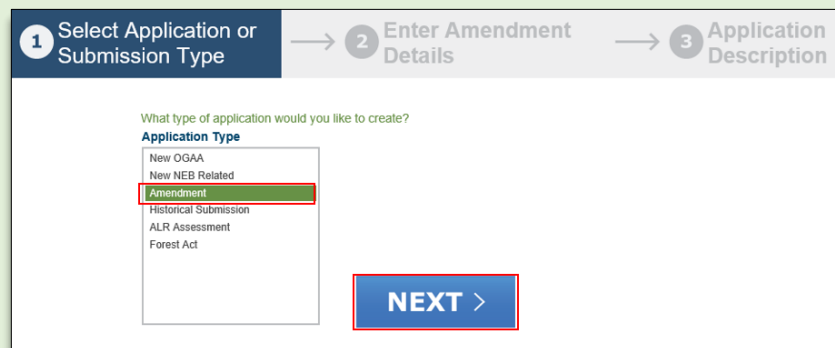 1 Select Application or
Submission Type
2 Enter Amendment
Details
3 Application
Description
What type of application would you like to create?
Application Type
New OGAA
New NEB Related
Amendment
Historical Submission
ALR Assessment
Forest Act
NEXT >